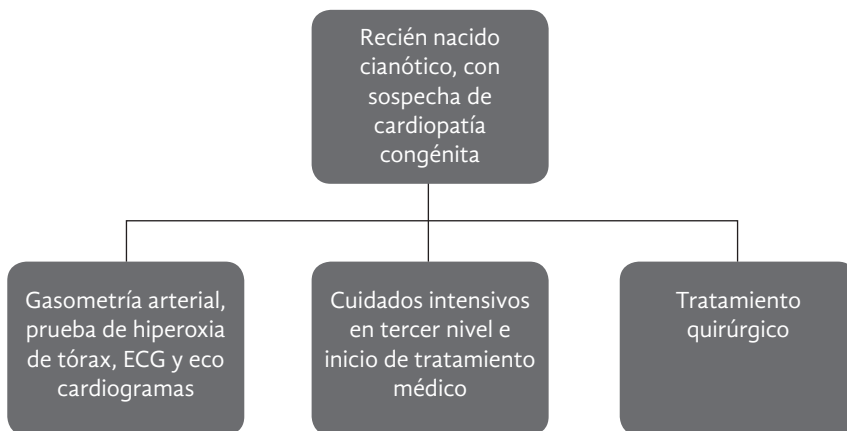 Recién nacido
cianótico, con
sospecha de
cardiopatía
congénita
Gasometría arterial,
prueba de hiperoxia
de tórax, ECG y eco
cardiogramas
Cuidados intensivos
en tercer nivel e
inicio de tratamiento
médico
Tratamiento
quirúrgico